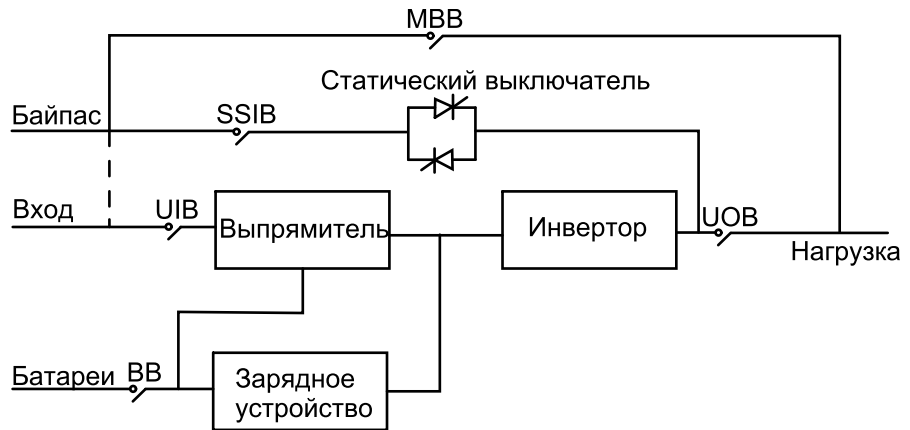 MBB
Статический выключатель
Байпас
SSIB
Вход
UIB
Выпрямитель
Инвертор
UOB
Нагрузка
Батареи
BB
Зарядное
устройство